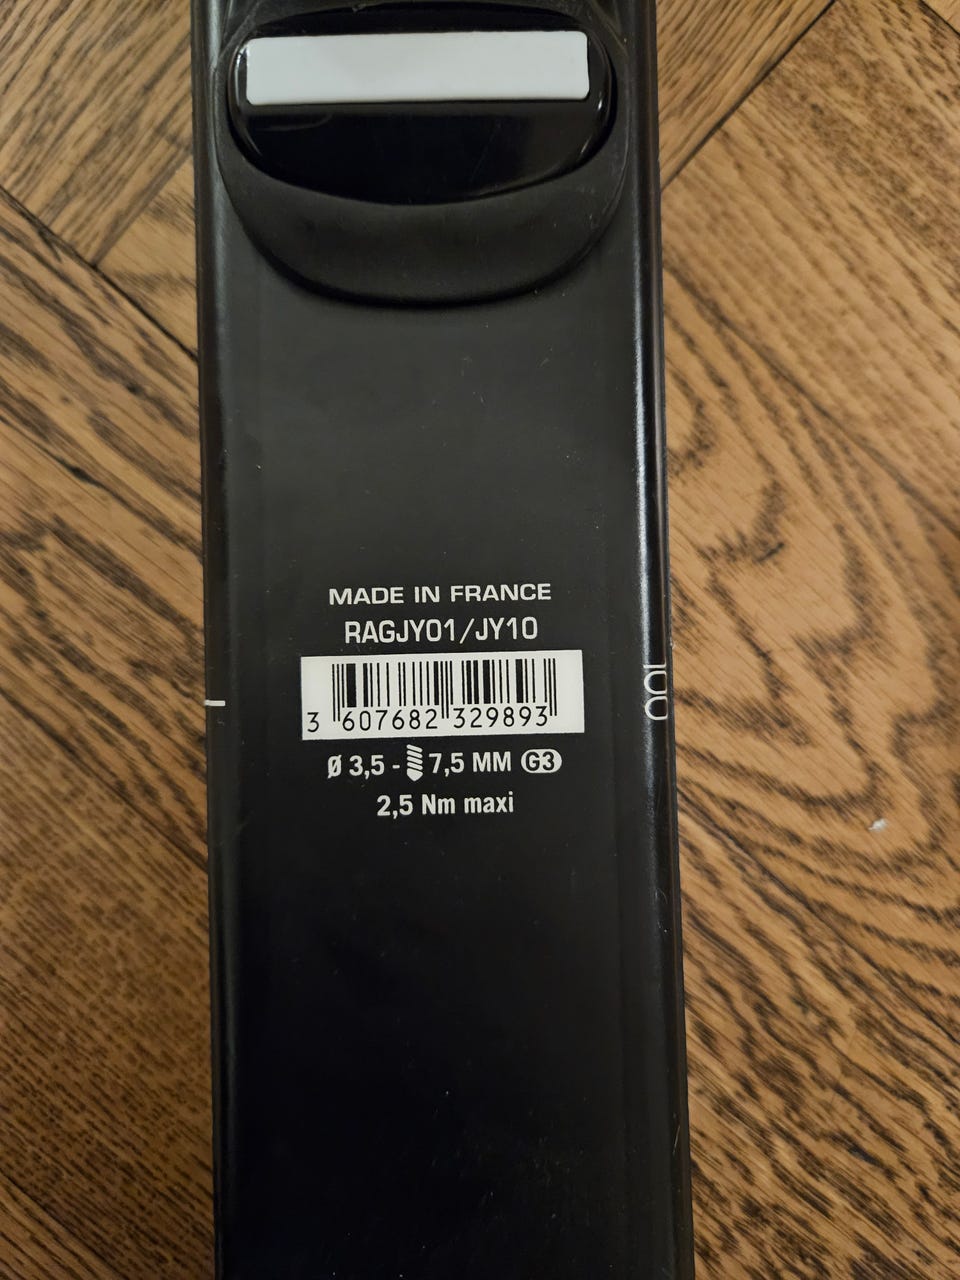 MADE IN FRANCE
RAGJY01/JY10
3 607682 329893
Ø 3,5 - 7,5 MM G3
2,5 Nm maxi
100